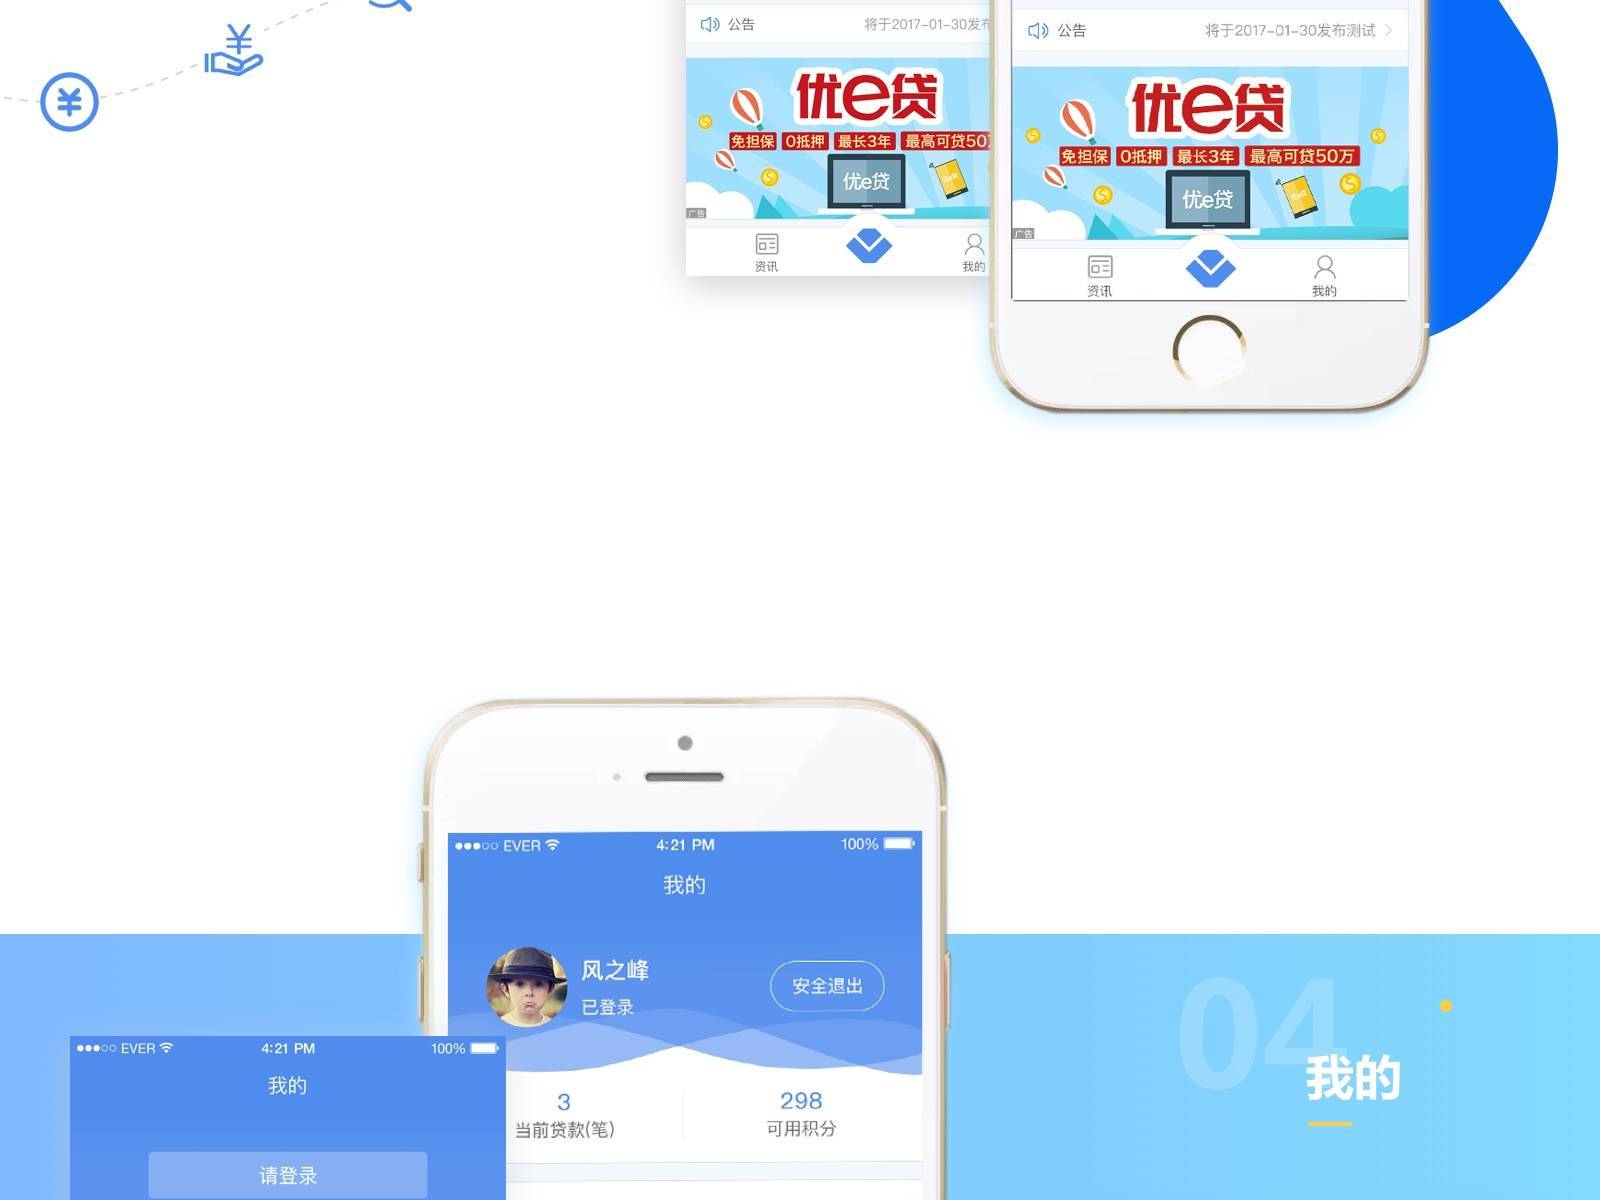 公告
将于2017-01-30发布
优e贷
免担保 0抵押 最长3年 最高可贷50万
优e贷
广告
资讯
我的
公告
将于2017-01-30发布测试
优e贷
免担保 0抵押 最长3年 最高可贷50万
优e贷
广告
资讯
我的
EVER 4:21 PM 100%
我的
风之峰
已登录
安全退出
3
当前贷款(笔)
298
可用积分
EVER 4:21 PM 100%
我的
请登录
04
我的